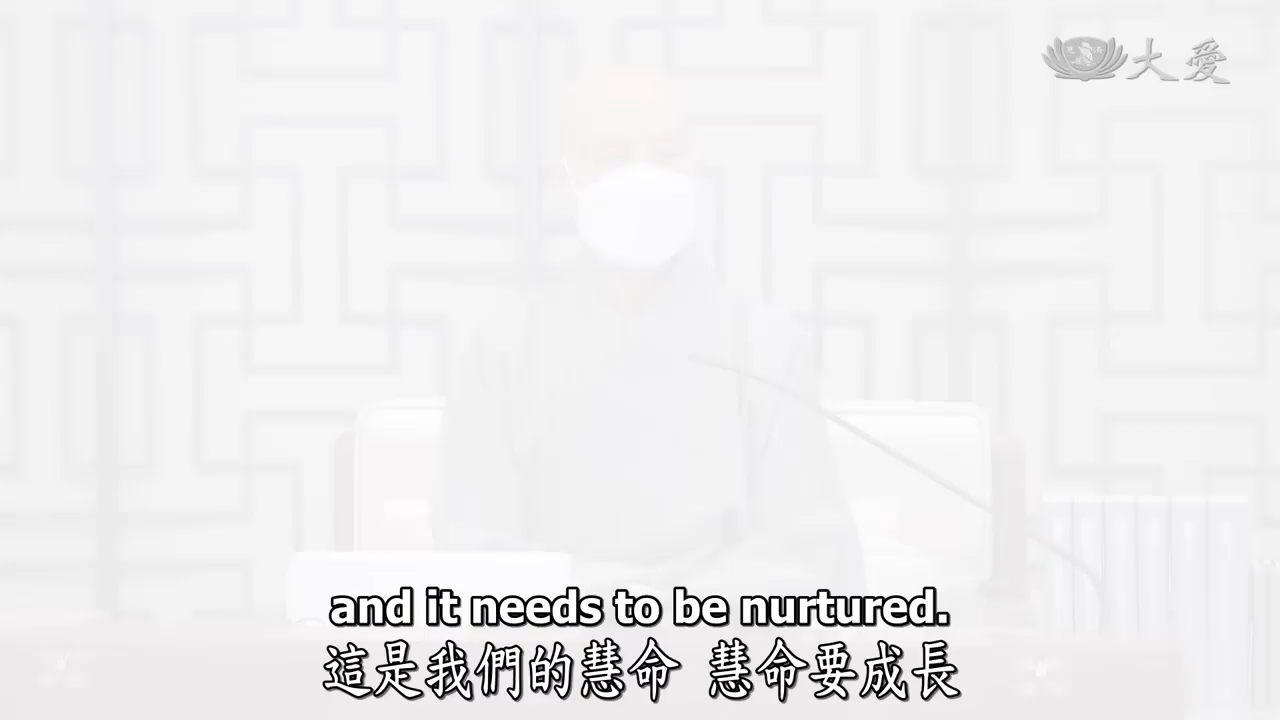 大愛
and it needs to be nurtured.
這是我們的慧命 慧命要成長